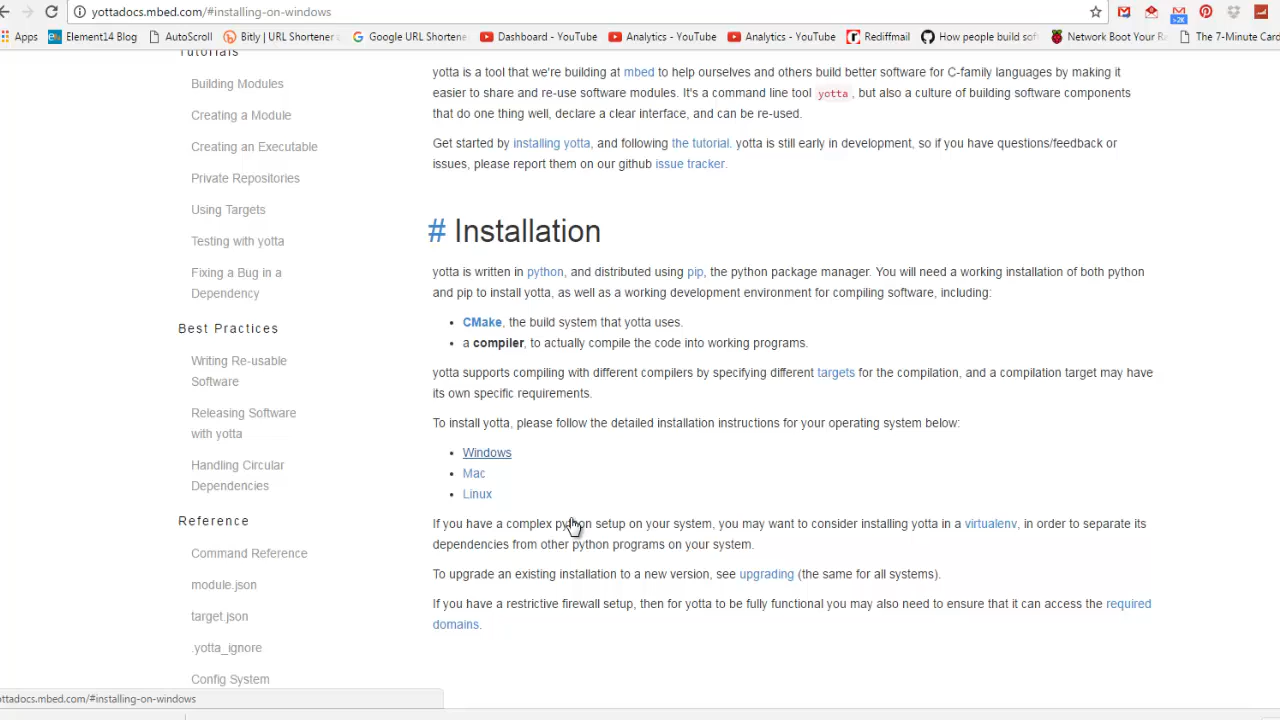 yottadocs.mbed.com/#installing-on-windows
>2K
Apps Element14 Blog AutoScroll Bitly | URL Shortener Google URL Shortene Dashboard - YouTube Analytics - YouTube Analytics - YouTube Rediffmail How people build sof Network Boot Your Ra The 7-Minute Card
Tutorials
Building Modules
Creating a Module
Creating an Executable
Private Repositories
Using Targets
Testing with yotta
Fixing a Bug in a
Dependency
Best Practices
Writing Re-usable
Software
Releasing Software
with yotta
Handling Circular
Dependencies
Reference
Command Reference
module.json
target.json
.yotta_ignore
Config System
yotta is a tool that we're building at mbed to help ourselves and others build better software for C-family languages by making it
easier to share and re-use software modules. It's a command line tool yotta , but also a culture of building software components
that do one thing well, declare a clear interface, and can be re-used.
Get started by installing yotta, and following the tutorial. yotta is still early in development, so if you have questions/feedback or
issues, please report them on our github issue tracker.
# Installation
yotta is written in python, and distributed using pip, the python package manager. You will need a working installation of both python
and pip to install yotta, as well as a working development environment for compiling software, including:
• CMake, the build system that yotta uses.
• a compiler, to actually compile the code into working programs.
yotta supports compiling with different compilers by specifying different targets for the compilation, and a compilation target may have
its own specific requirements.
To install yotta, please follow the detailed installation instructions for your operating system below:
• Windows
• Mac
• Linux
If you have a complex python setup on your system, you may want to consider installing yotta in a virtualenv, in order to separate its
dependencies from other python programs on your system.
To upgrade an existing installation to a new version, see upgrading (the same for all systems).
If you have a restrictive firewall setup, then for yotta to be fully functional you may also need to ensure that it can access the required
domains.
ottadocs.mbed.com/#installing-on-windows